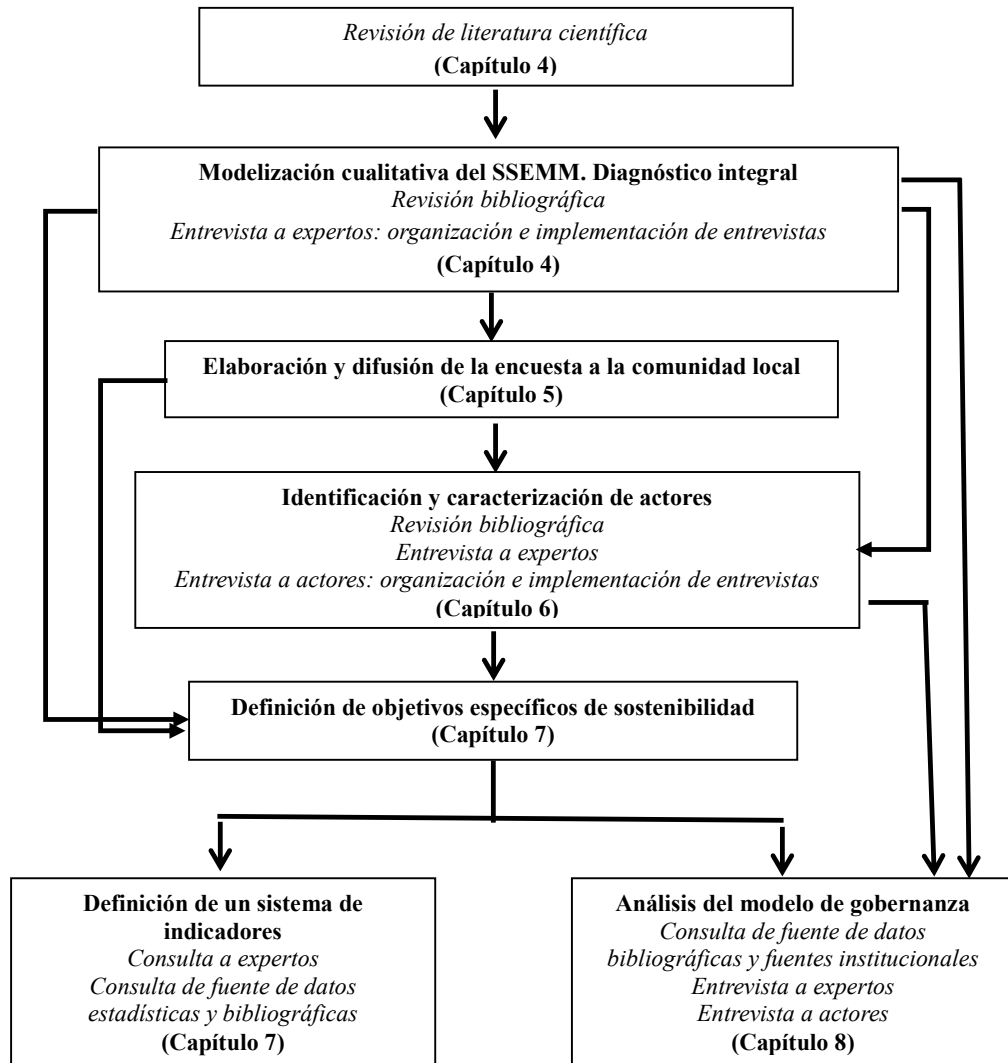 Revisión de literatura científica
(Capítulo 4)
Modelización cualitativa del SSEMM. Diagnóstico integral
Revisión bibliográfica
Entrevista a expertos: organización e implementación de entrevistas
(Capítulo 4)
Elaboración y difusión de la encuesta a la comunidad local
(Capítulo 5)
Identificación y caracterización de actores
Revisión bibliográfica
Entrevista a expertos
Entrevista a actores: organización e implementación de entrevistas
(Capítulo 6)
Definición de objetivos específicos de sostenibilidad
(Capítulo 7)
Definición de un sistema de
indicadores
Consulta a expertos
Consulta de fuente de datos
estadísticas y bibliográficas
(Capítulo 7)
Análisis del modelo de gobernanza
Consulta de fuente de datos
bibliográficas y fuentes institucionales
Entrevista a expertos
Entrevista a actores
(Capítulo 8)